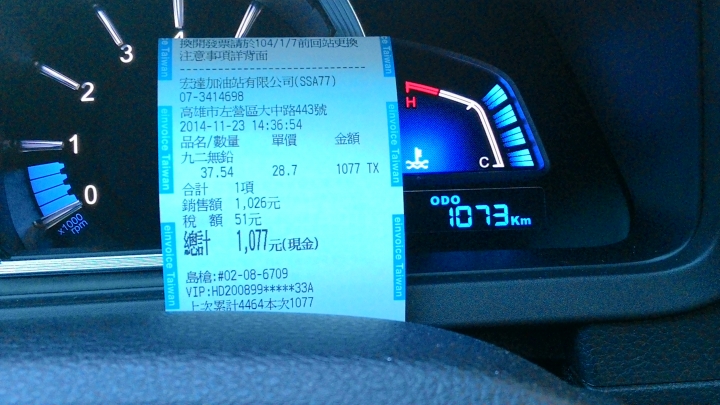 換開發票請於104/1/7前回站更換
注意事項詳背面
宏達加油站有限公司(SSA77)
07-3414698
高雄市左營區大中路443號
2014-11-23 14:36:54
品名/數量 單價 金額
九二無鉛
37.54 28.7 1077 TX
合計 1項
銷售額 1,026元
稅 額 51元
總計 1,077元(現金)
島槍:#02-08-6709
VIP:HD200899*****33A
上次累計4464本次1077
e Taiwan
einvoice Taiwan
einvoice Taiwan
e Taiwan
einvoice Taiwan
einvoice Taiwan
4
3
2
1
0
x1000
rpm
H
C
ODO
1073Km